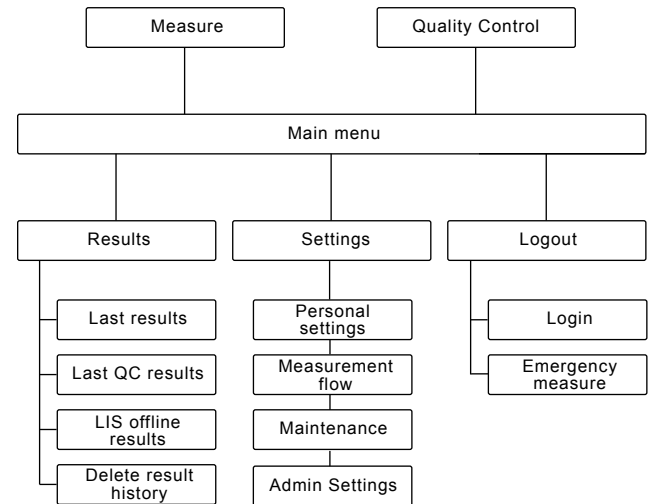 Measure
Quality Control
Main menu
Results
Settings
Logout
Last results
Last QC results
LIS offline
results
Delete result
history
Personal
settings
Measurement
flow
Maintenance
Admin Settings
Login
Emergency
measure